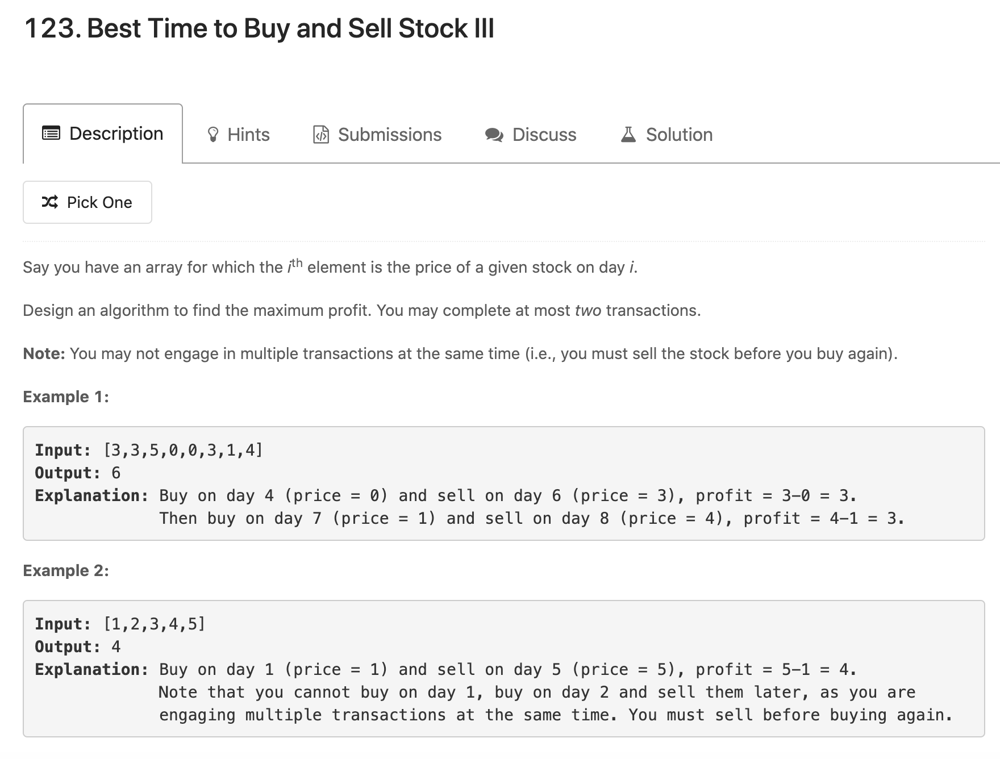 123. Best Time to Buy and Sell Stock III
Description Hints Submissions Discuss Solution
Pick One
Say you have an array for which the ith element is the price of a given stock on day i.
Design an algorithm to find the maximum profit. You may complete at most two transactions.
Note: You may not engage in multiple transactions at the same time (i.e., you must sell the stock before you buy again).
Example 1:
Input: [3,3,5,0,0,3,1,4]
Output: 6
Explanation: Buy on day 4 (price = 0) and sell on day 6 (price = 3), profit = 3-0 = 3.
Then buy on day 7 (price = 1) and sell on day 8 (price = 4), profit = 4-1 = 3.
Example 2:
Input: [1,2,3,4,5]
Output: 4
Explanation: Buy on day 1 (price = 1) and sell on day 5 (price = 5), profit = 5-1 = 4.
Note that you cannot buy on day 1, buy on day 2 and sell them later, as you are
engaging multiple transactions at the same time. You must sell before buying again.